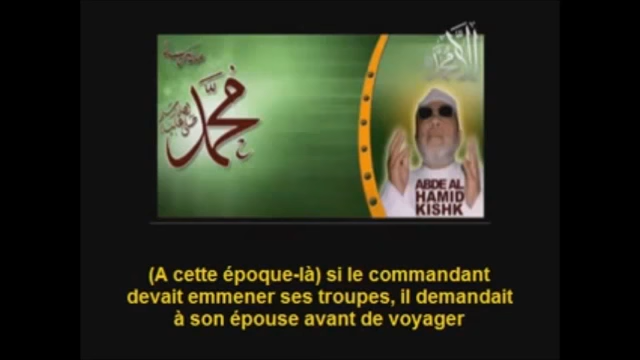 محمد
ABDE AL
HAMID
KISHK
(A cette époque-là) si le commandant
devait emmener ses troupes, il demandait
à son épouse avant de voyager